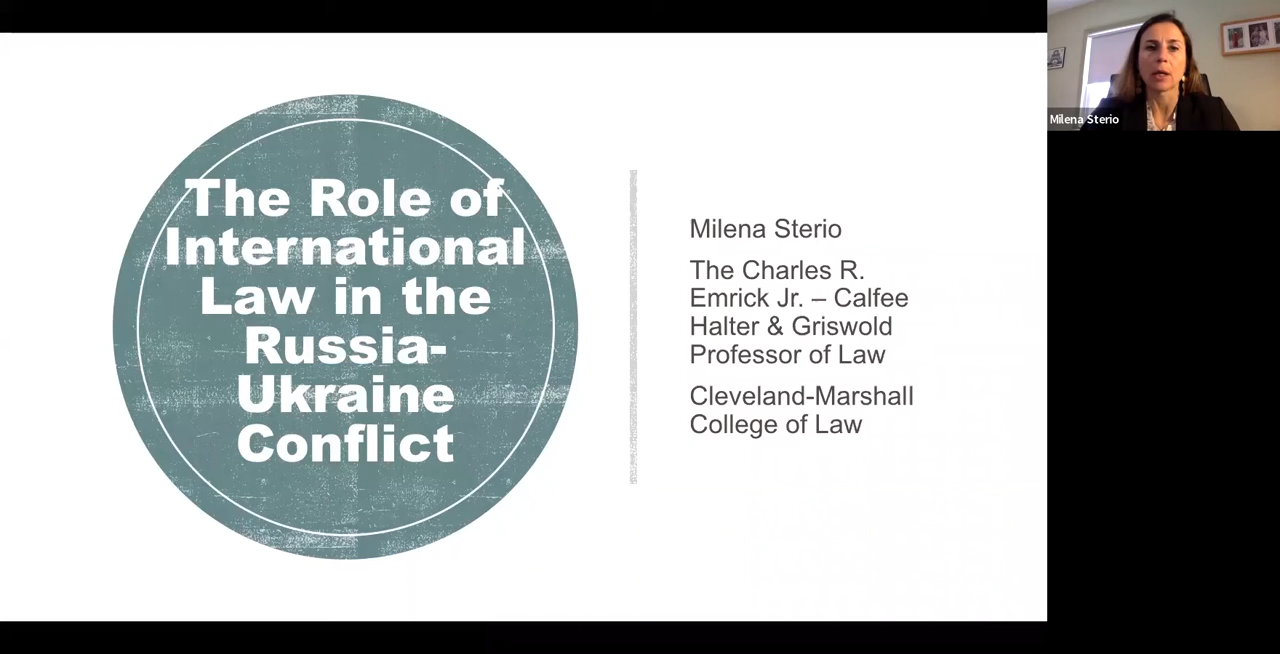 The Role of
International
Law in the
Russia-
Ukraine
Conflict
Milena Sterio
The Charles R.
Emrick Jr. – Calfee
Halter & Griswold
Professor of Law
Cleveland-Marshall
College of Law
Milena Sterio